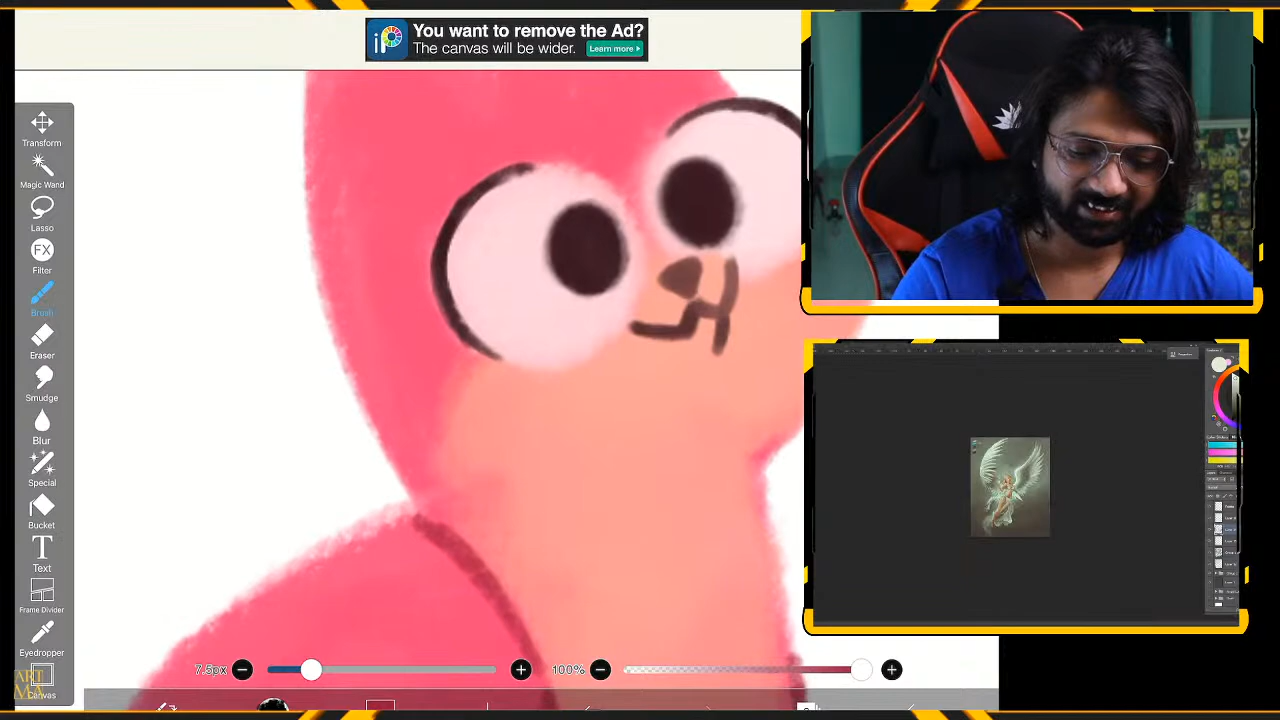 You want to remove the Ad?
The canvas will be wider.
Learn more
iP
Transform
Magic Wand
Lasso
FX
Filter
Brush
Eraser
Smudge
Blur
Special
Bucket
T
Text
Frame Divider
Eyedropper
Canvas
7.5px
100%